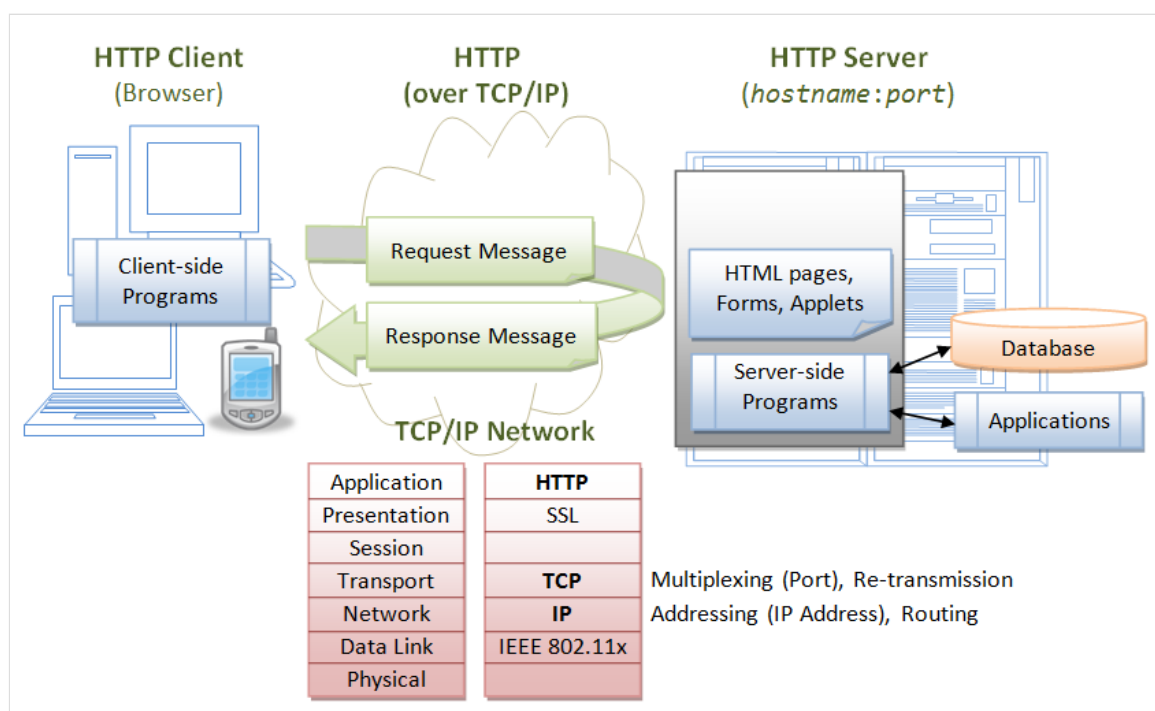 HTTP Client
(Browser)
HTTP
(over TCP/IP)
HTTP Server
(hostname:port)
Client-side
Programs
Request Message
Response Message
HTML pages,
Forms, Applets
Server-side
Programs
Database
Applications
TCP/IP Network
Application HTTP
Presentation SSL
Session
Transport TCP Multiplexing (Port), Re-transmission
Network IP Addressing (IP Address), Routing
Data Link IEEE 802.11x
Physical